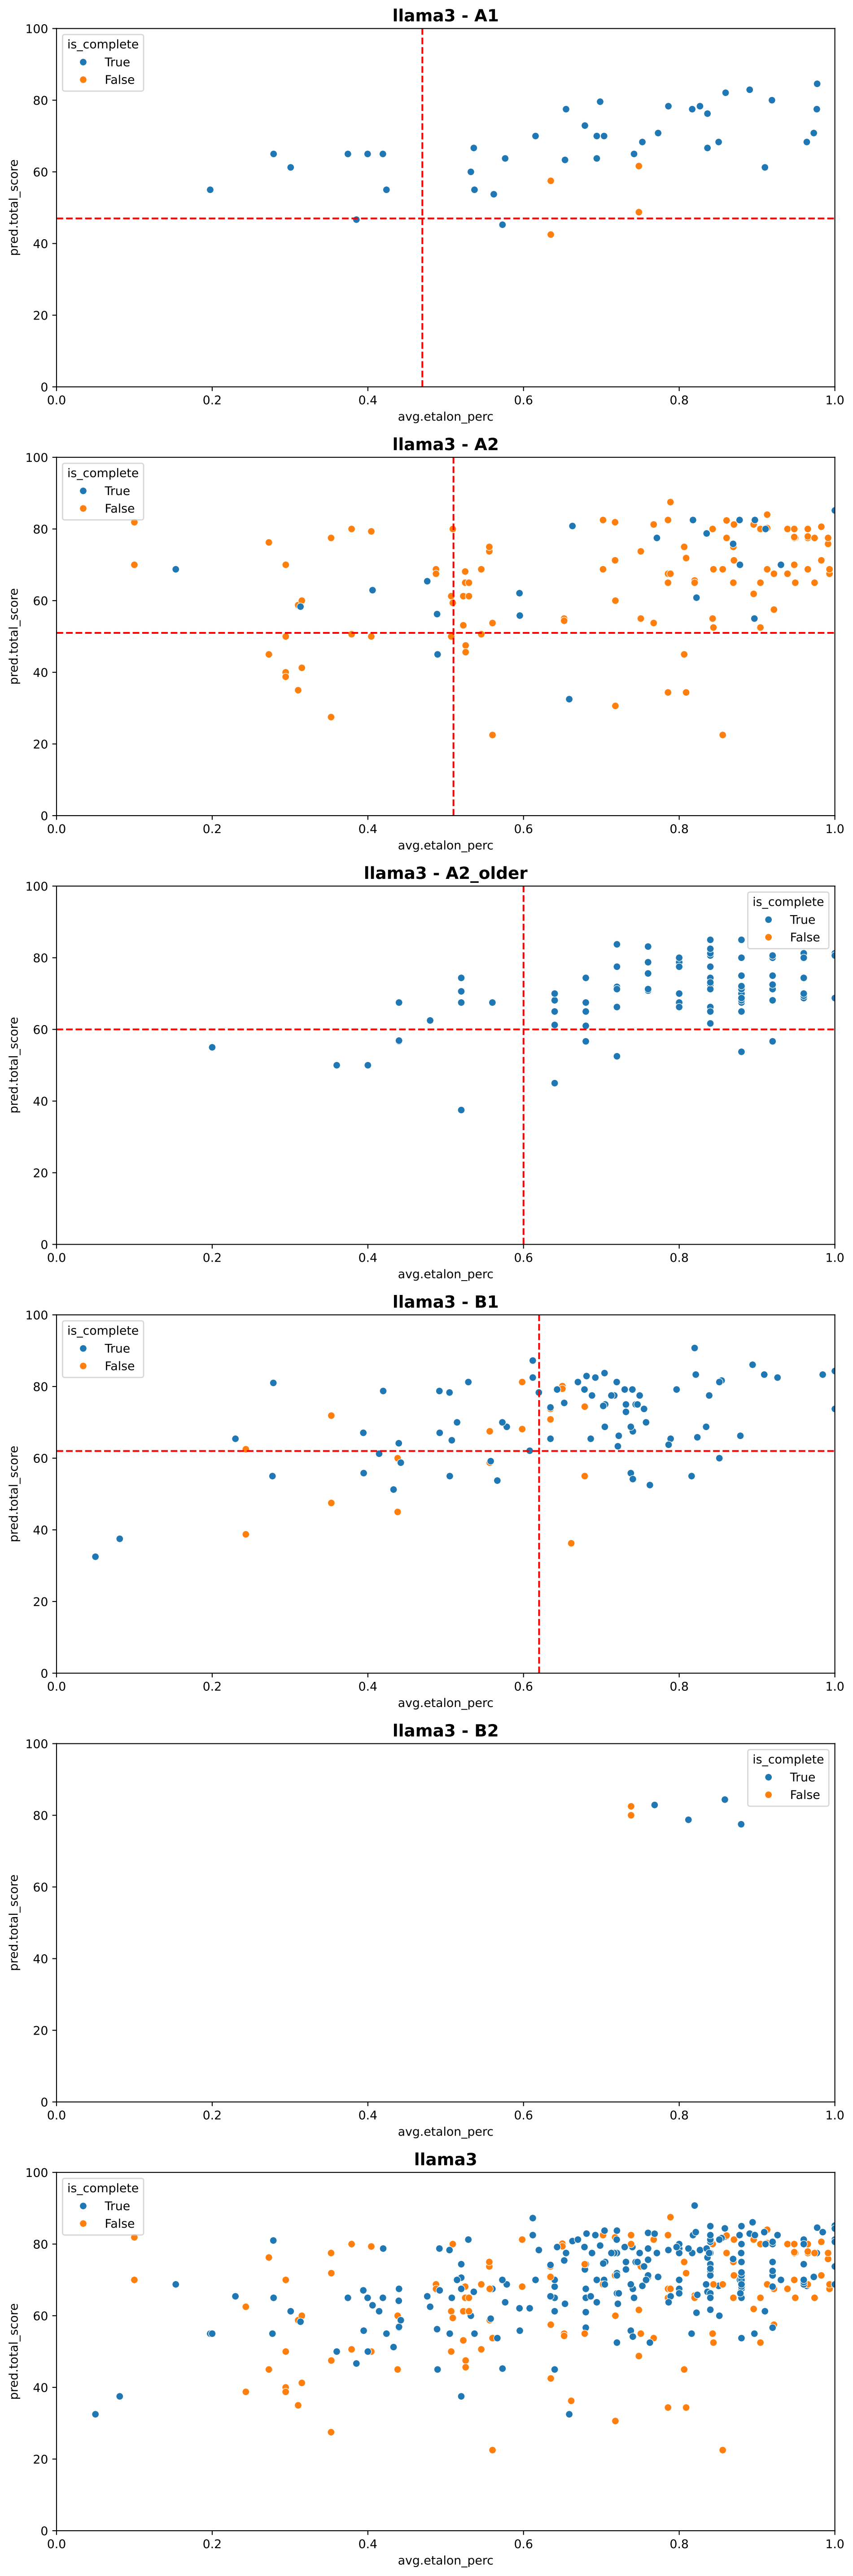 llama3 - A1
is_complete
True
False
100
80
60
40
20
0
pred.total_score
0.0 0.2 0.4 0.6 0.8 1.0
avg.etalon_perc
llama3 - A2
is_complete
True
False
100
80
60
40
20
0
pred.total_score
0.0 0.2 0.4 0.6 0.8 1.0
avg.etalon_perc
llama3 - A2_older
is_complete
True
False
100
80
60
40
20
0
pred.total_score
0.0 0.2 0.4 0.6 0.8 1.0
avg.etalon_perc
llama3 - B1
is_complete
True
False
100
80
60
40
20
0
pred.total_score
0.0 0.2 0.4 0.6 0.8 1.0
avg.etalon_perc
llama3 - B2
is_complete
True
False
100
80
60
40
20
0
pred.total_score
0.0 0.2 0.4 0.6 0.8 1.0
avg.etalon_perc
llama3
is_complete
True
False
100
80
60
40
20
0
pred.total_score
0.0 0.2 0.4 0.6 0.8 1.0
avg.etalon_perc